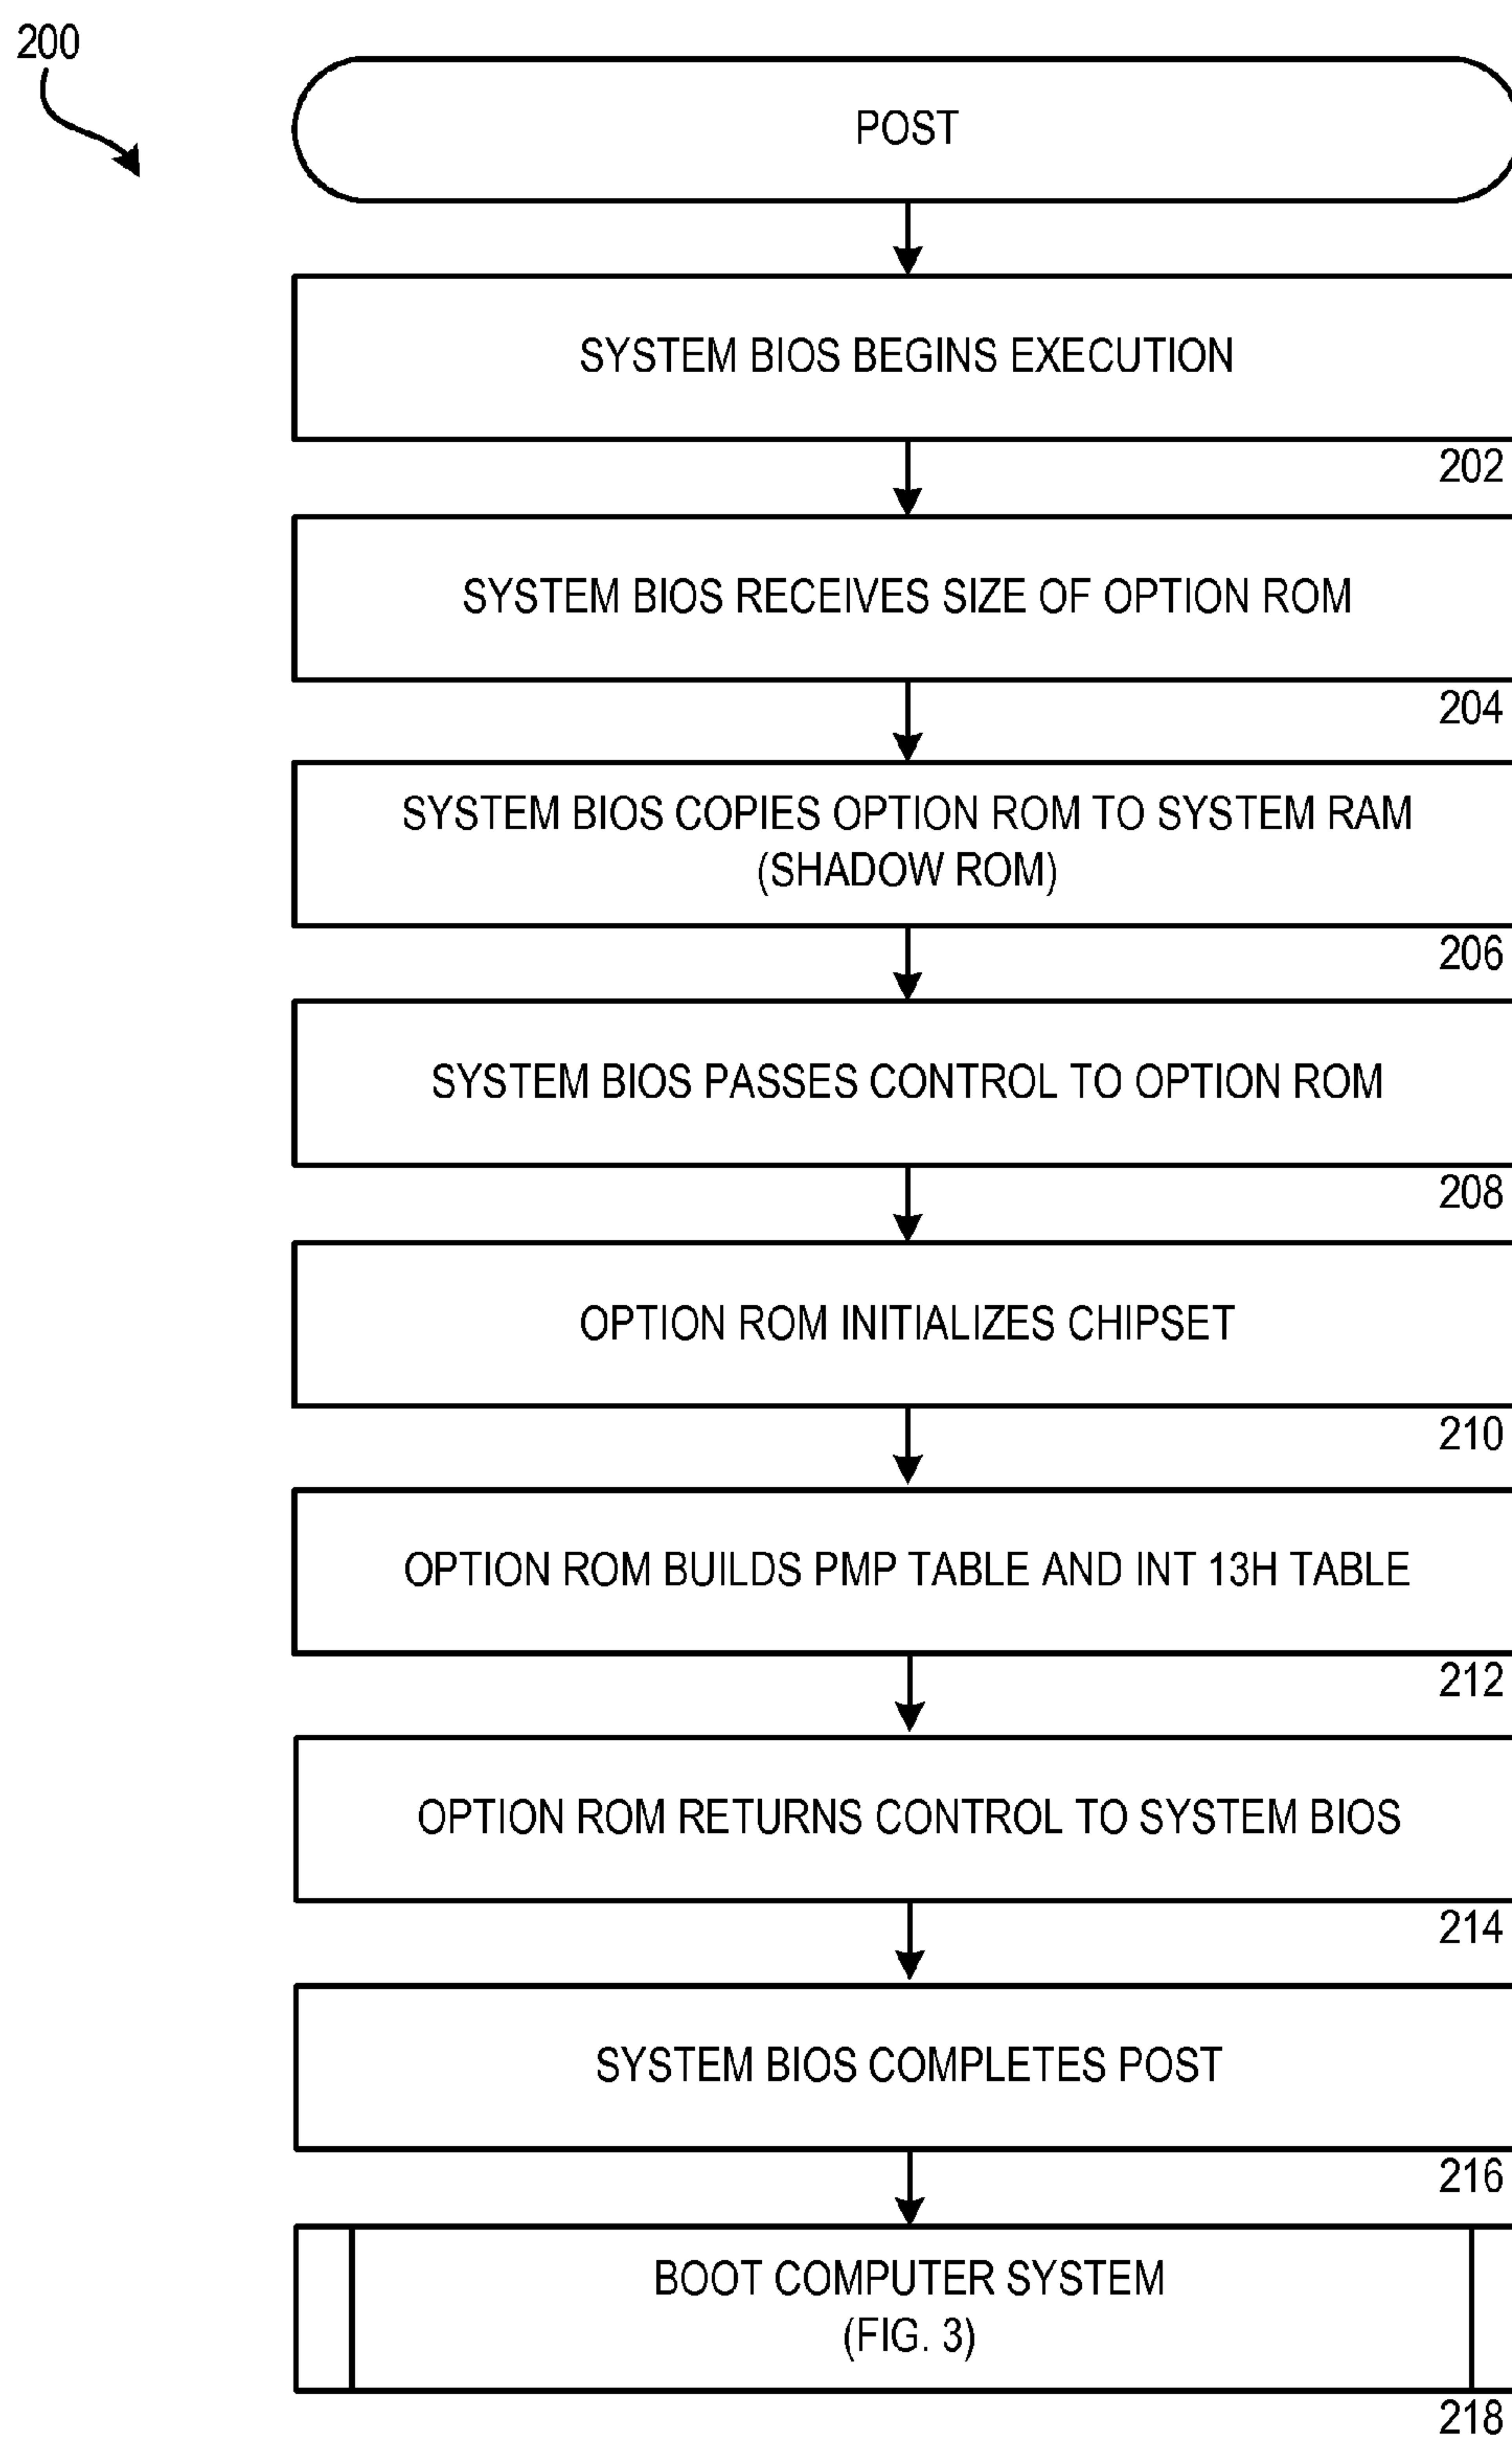 200
POST
SYSTEM BIOS BEGINS EXECUTION
202
SYSTEM BIOS RECEIVES SIZE OF OPTION ROM
204
SYSTEM BIOS COPIES OPTION ROM TO SYSTEM RAM
(SHADOW ROM)
206
SYSTEM BIOS PASSES CONTROL TO OPTION ROM
208
OPTION ROM INITIALIZES CHIPSET
210
OPTION ROM BUILDS PMP TABLE AND INT 13H TABLE
212
OPTION ROM RETURNS CONTROL TO SYSTEM BIOS
214
SYSTEM BIOS COMPLETES POST
216
BOOT COMPUTER SYSTEM
(FIG. 3)
218